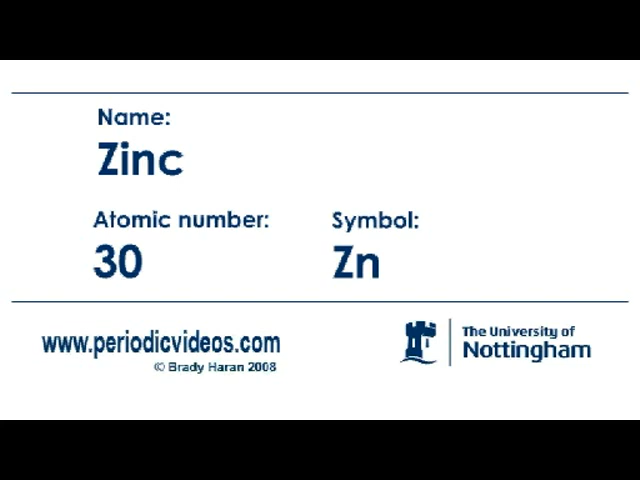 Name:
Zinc
Atomic number:
30
Symbol:
Zn
www.periodicvideos.com
© Brady Haran 2008
The University of
Nottingham